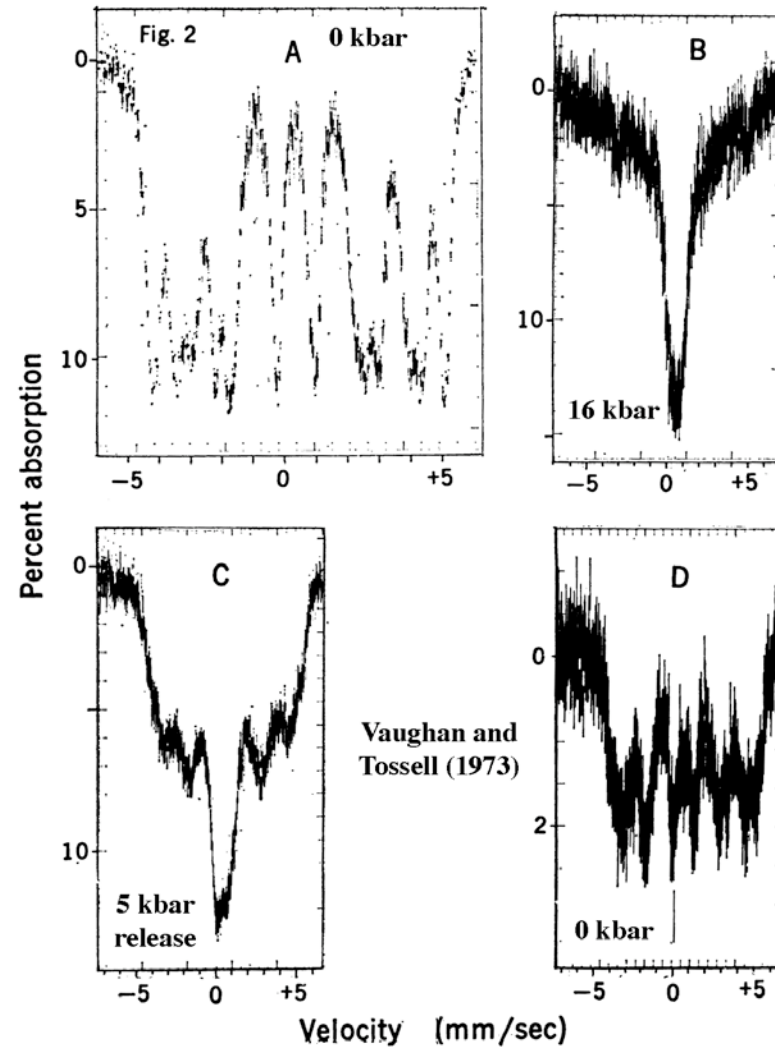 Fig. 2
A
0 kbar
0
5
10
−5
0
+5
B
0
10
16 kbar
−5
0
+5
Percent absorption
C
0
10
5 kbar
release
−5
0
+5
Vaughan and
Tossell (1973)
D
0
2
0 kbar
−5
0
+5
Velocity (mm/sec)